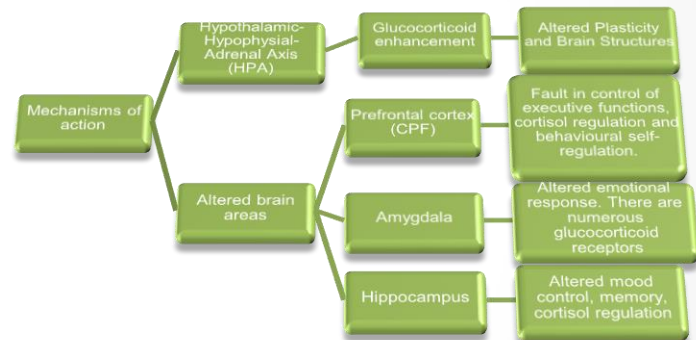 Mechanisms of
action
Hypothalamic-
Hypophysial-
Adrenal Axis
(HPA)
Glucocorticoid
enhancement
Altered Plasticity
and Brain Structures
Altered brain
areas
Prefrontal cortex
(CPF)
Fault in control of
executive functions,
cortisol regulation and
behavioural self-
regulation.
Amygdala
Altered emotional
response. There are
numerous
glucocorticoid
receptors
Hippocampus
Altered mood
control, memory,
cortisol regulation